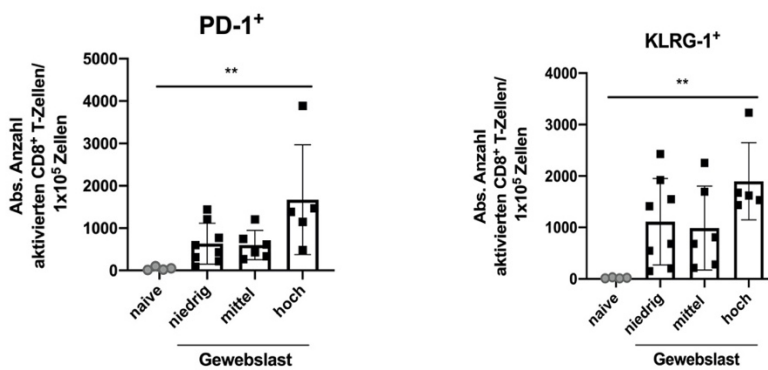 PD-1⁺
Abs. Anzahl
aktivierten CD8⁺ T-Zellen/
1x10⁵ Zellen
5000
4000
3000
2000
1000
0
**
naive
niedrig
mittel
hoch
Gewebslast
KLRG-1⁺
Abs. Anzahl
aktivierten CD8⁺ T-Zellen/
1x10⁵ Zellen
4000
3000
2000
1000
0
**
naive
niedrig
mittel
hoch
Gewebslast